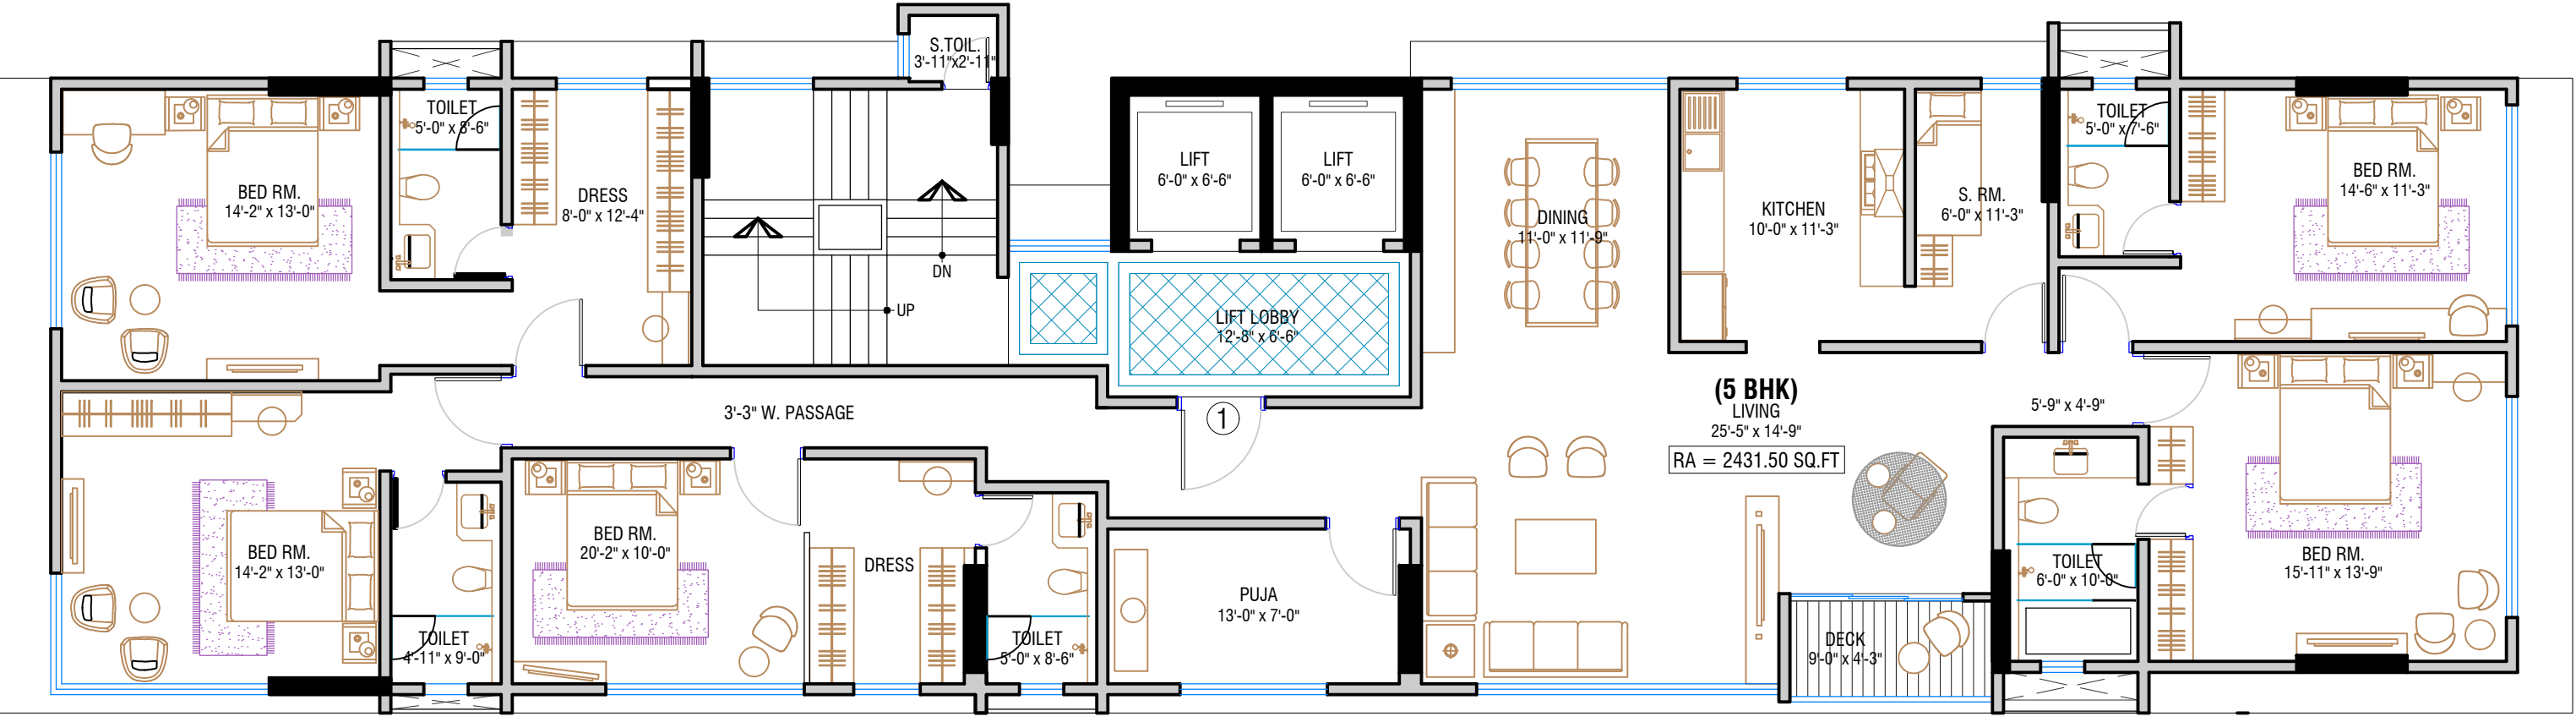 S.TOIL.
3'-11"x2'-11"
TOILET
5'-0" x 8'-6"
BED RM.
14'-2" x 13'-0"
DRESS
8'-0" x 12'-4"
DN
UP
LIFT
6'-0" x 6'-6"
LIFT
6'-0" x 6'-6"
LIFT LOBBY
12'-8" x 6'-6"
DINING
11'-0" x 11'-9"
KITCHEN
10'-0" x 11'-3"
S. RM.
6'-0" x 11'-3"
TOILET
5'-0" x 7'-6"
BED RM.
14'-6" x 11'-3"
3'-3" W. PASSAGE
1
(5 BHK)
LIVING
25'-5" x 14'-9"
RA = 2431.50 SQ.FT
5'-9" x 4'-9"
BED RM.
14'-2" x 13'-0"
TOILET
4'-11" x 9'-0"
BED RM.
20'-2" x 10'-0"
DRESS
TOILET
5'-0" x 8'-6"
PUJA
13'-0" x 7'-0"
DECK
9'-0" x 4'-3"
TOILET
6'-0" x 10'-0"
BED RM.
15'-11" x 13'-9"